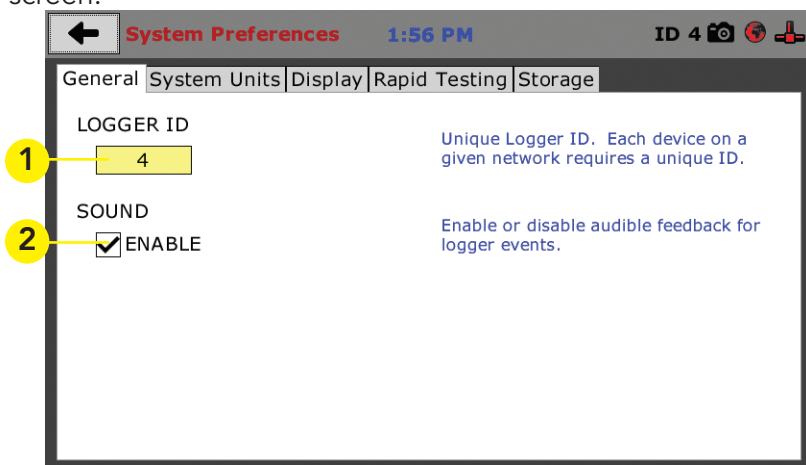 screen.
System Preferences 1:56 PM ID 4
General System Units Display Rapid Testing Storage
LOGGER ID
1 4
Unique Logger ID. Each device on a
given network requires a unique ID.
SOUND
2 ENABLE
Enable or disable audible feedback for
logger events.